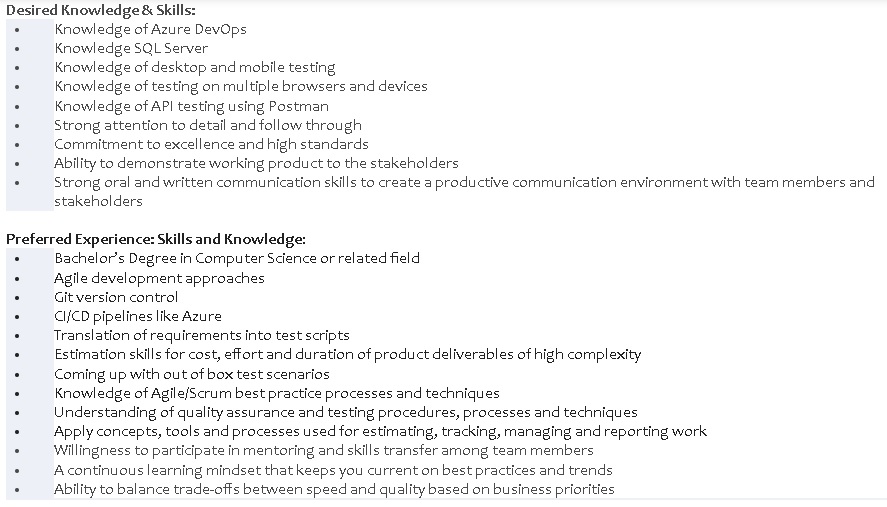 Desired Knowledge & Skills:
• Knowledge of Azure DevOps
• Knowledge SQL Server
• Knowledge of desktop and mobile testing
• Knowledge of testing on multiple browsers and devices
• Knowledge of API testing using Postman
• Strong attention to detail and follow through
• Commitment to excellence and high standards
• Ability to demonstrate working product to the stakeholders
• Strong oral and written communication skills to create a productive communication environment with team members and
stakeholders
Preferred Experience: Skills and Knowledge:
• Bachelor's Degree in Computer Science or related field
• Agile development approaches
• Git version control
• CI/CD pipelines like Azure
• Translation of requirements into test scripts
• Estimation skills for cost, effort and duration of product deliverables of high complexity
• Coming up with out of box test scenarios
• Knowledge of Agile/Scrum best practice processes and techniques
• Understanding of quality assurance and testing procedures, processes and techniques
• Apply concepts, tools and processes used for estimating, tracking, managing and reporting work
• Willingness to participate in mentoring and skills transfer among team members
• A continuous learning mindset that keeps you current on best practices and trends
• Ability to balance trade-offs between speed and quality based on business priorities